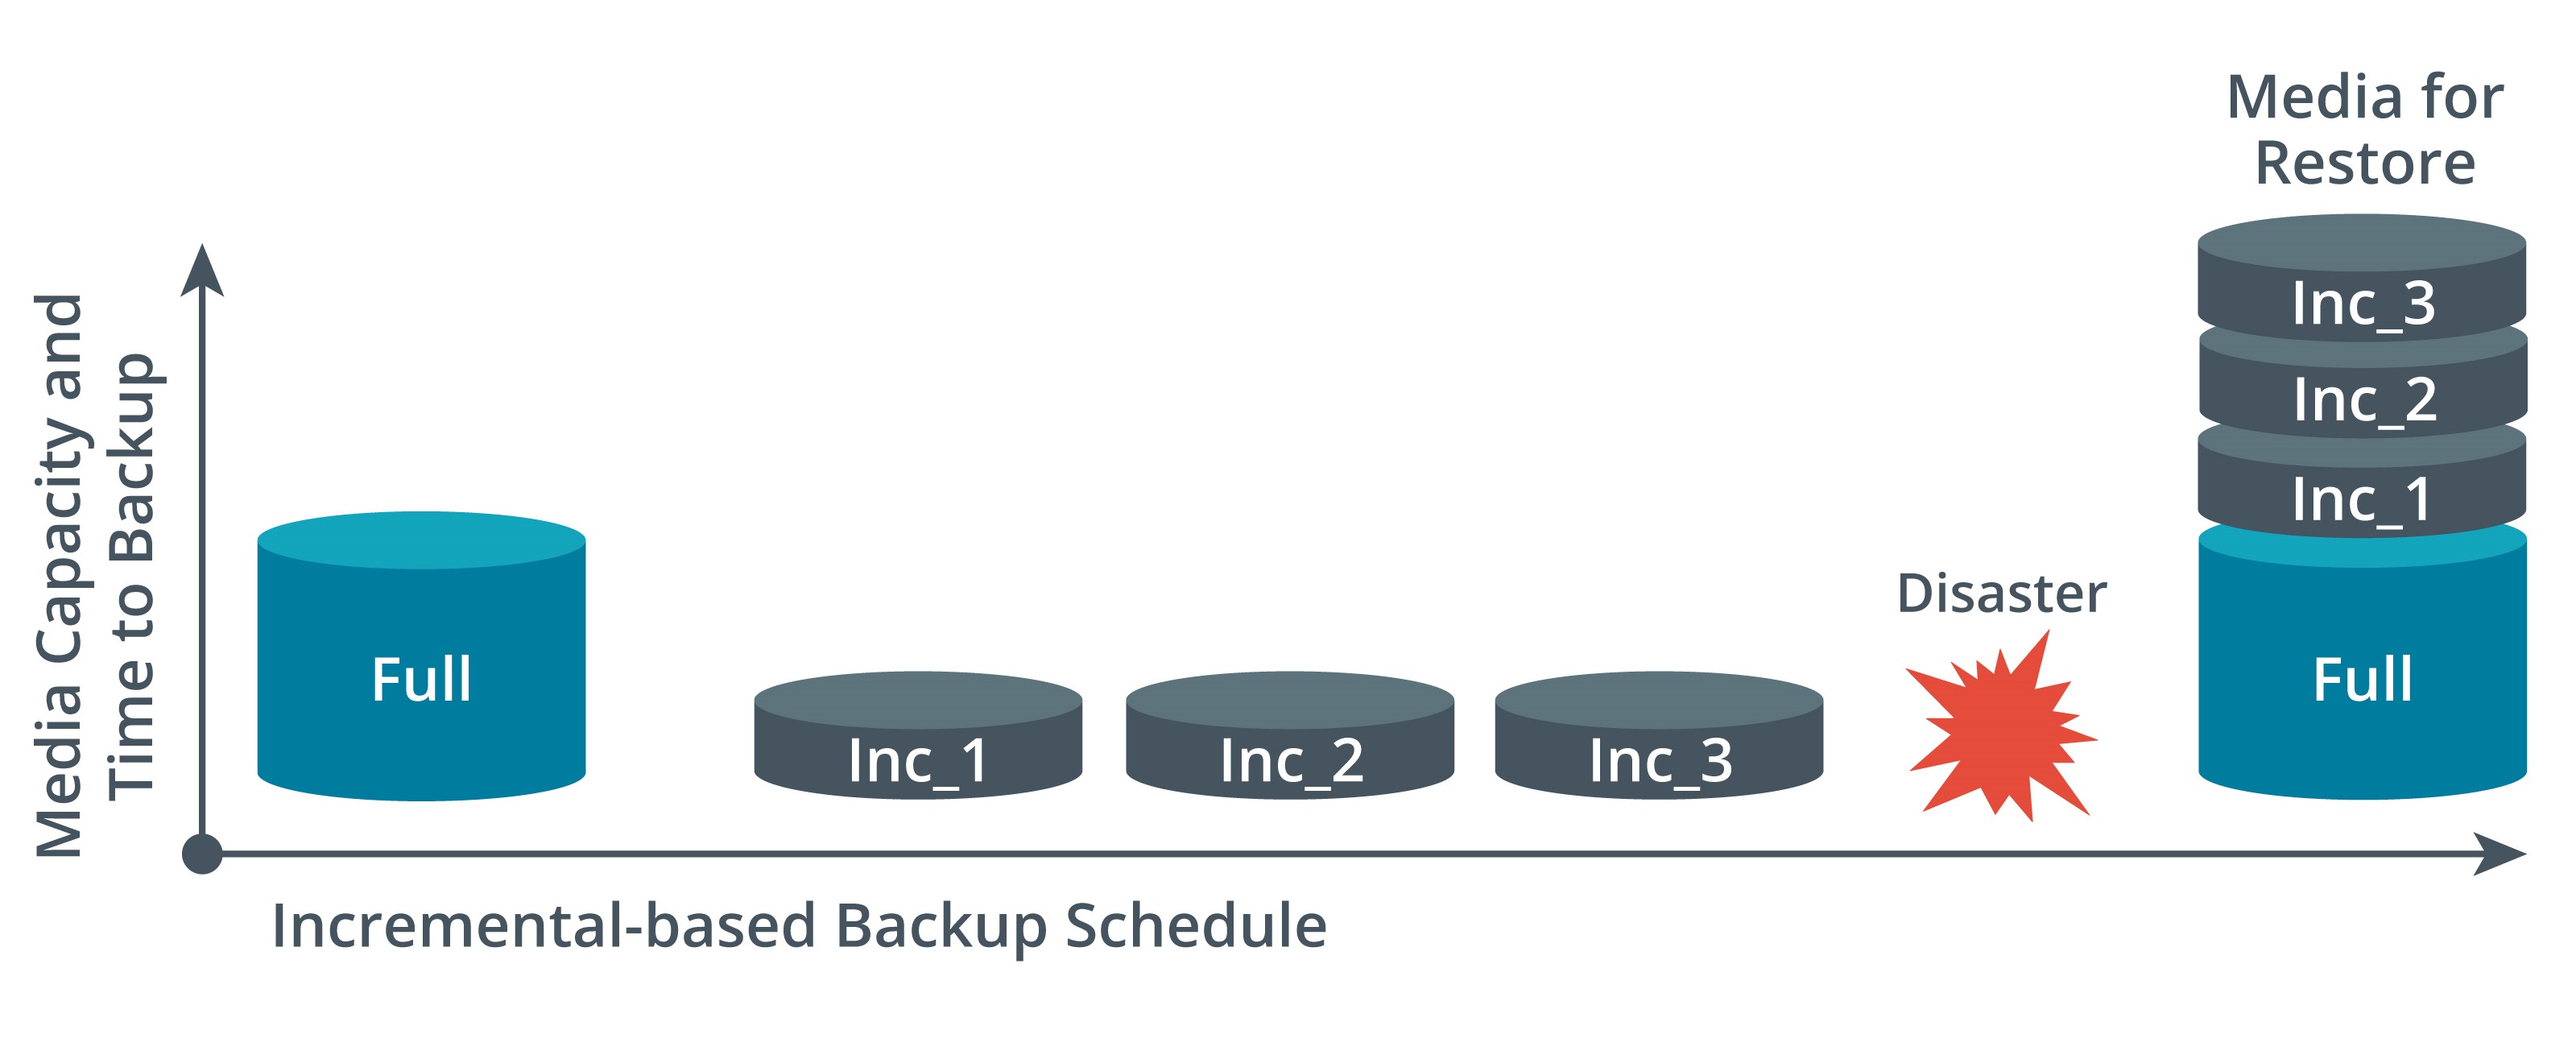 Media for
Restore
Media Capacity and
Time to Backup
Inc_3
Inc_2
Inc_1
Full
Disaster
Full
Inc_1
Inc_2
Inc_3
Incremental-based Backup Schedule